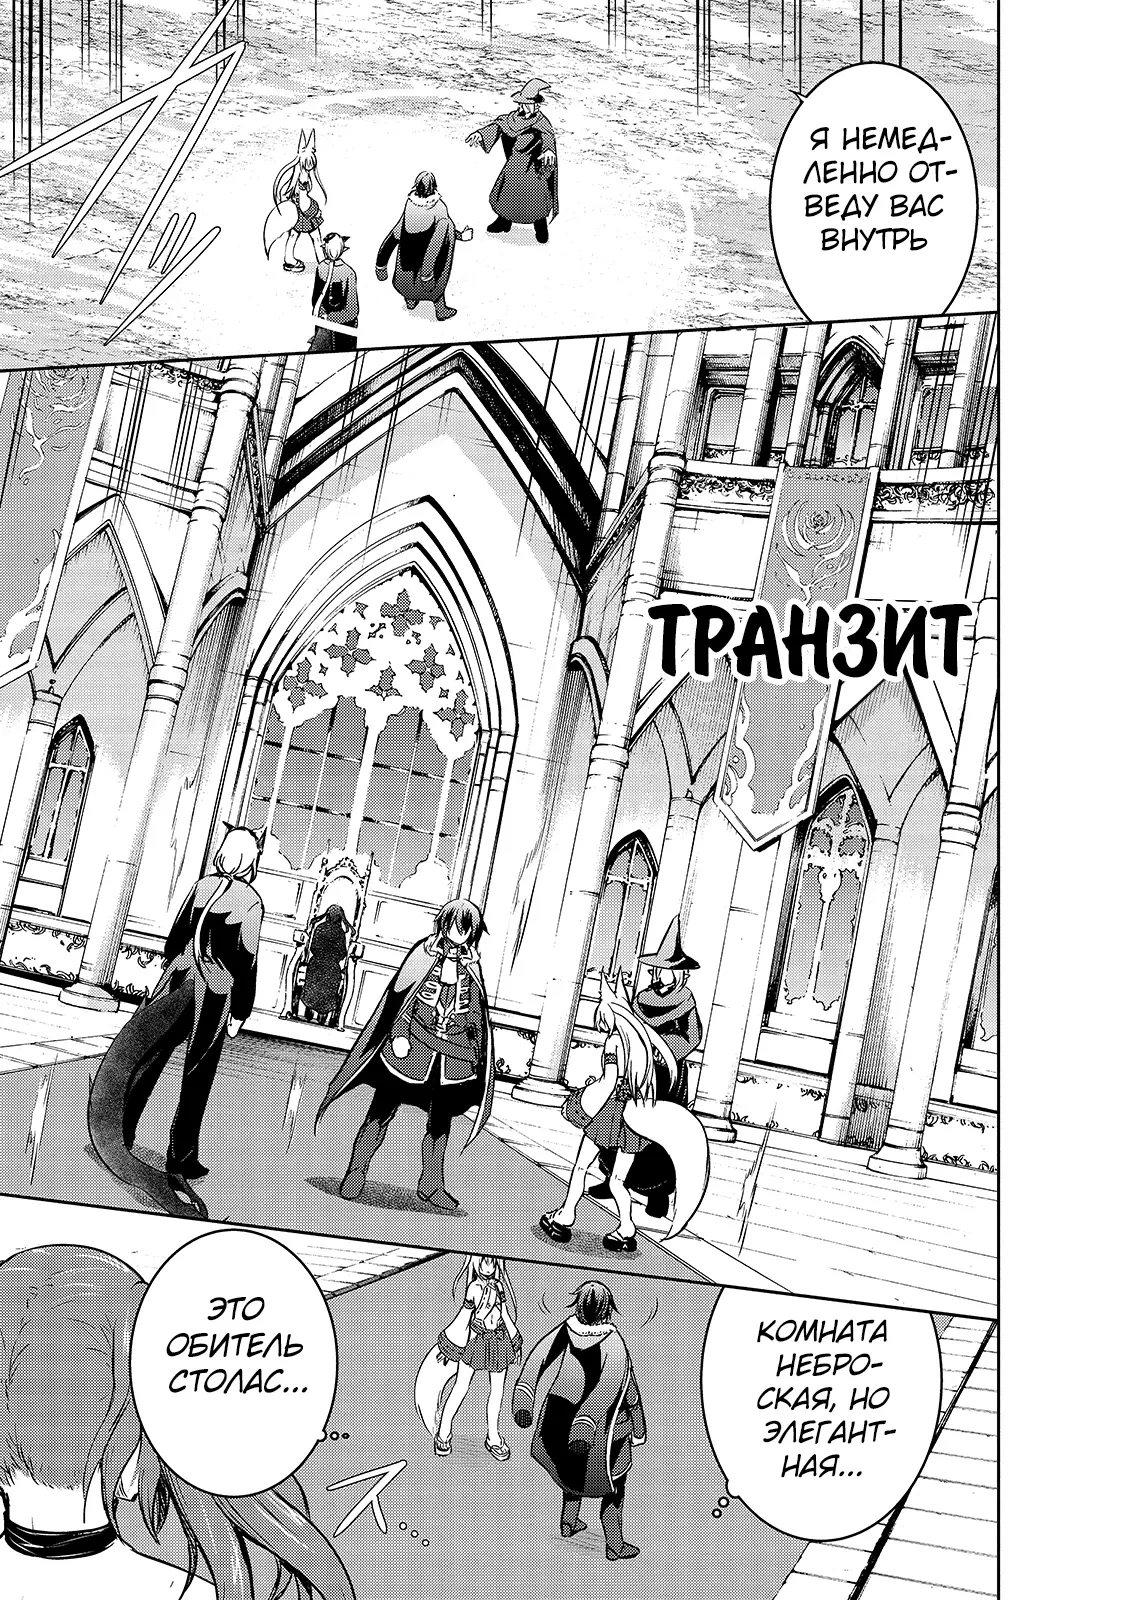 Я НЕМЕД-
ЛЕННО ОТ-
ВЕДУ ВАС
ВНУТРЬ
ТРАНЗИТ
КОМНАТА
НЕБРО-
СКАЯ, НО
ЭЛЕГАНТ-
НАЯ...
ЭТО
ОБИТЕЛЬ
СТОЛАС...